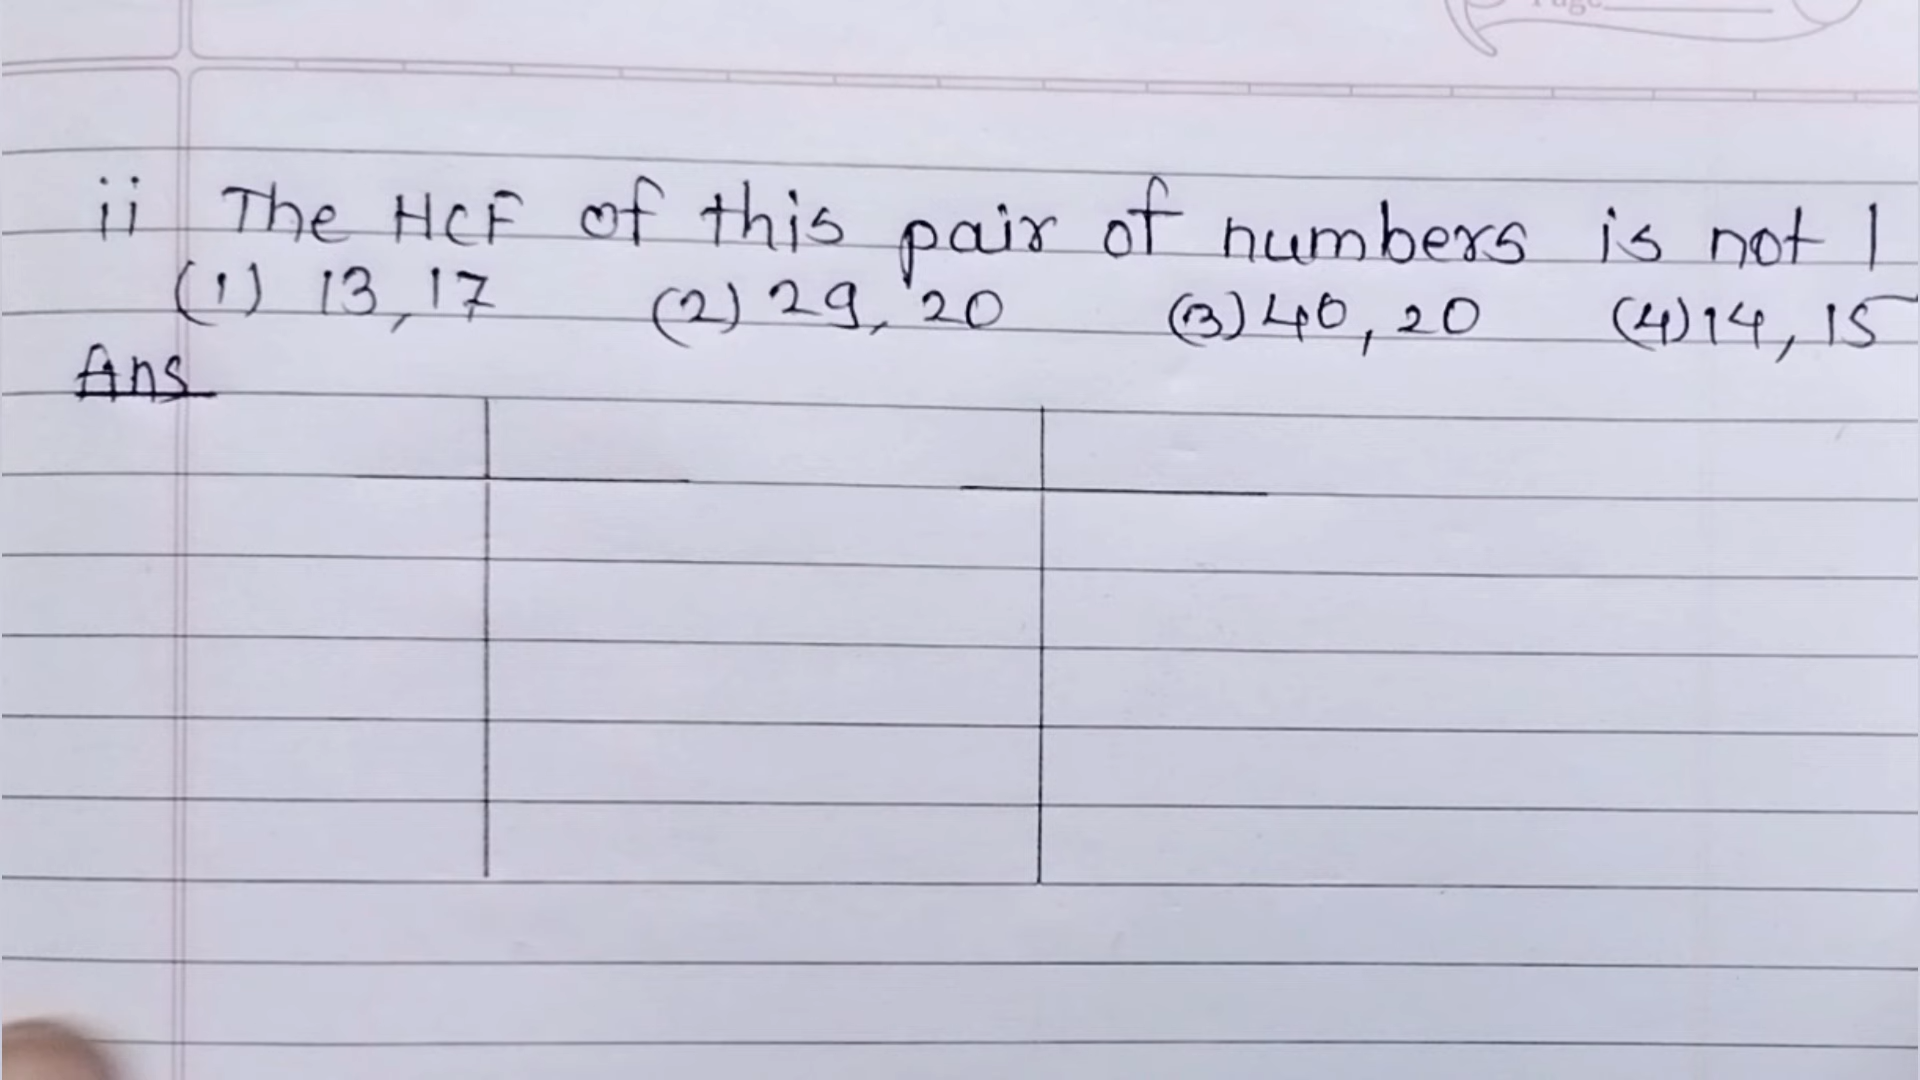 Page
ii The HCF of this pair of numbers is not 1
(1) 13, 17 (2) 29, 20 (3) 40, 20 (4) 14, 15
Ans